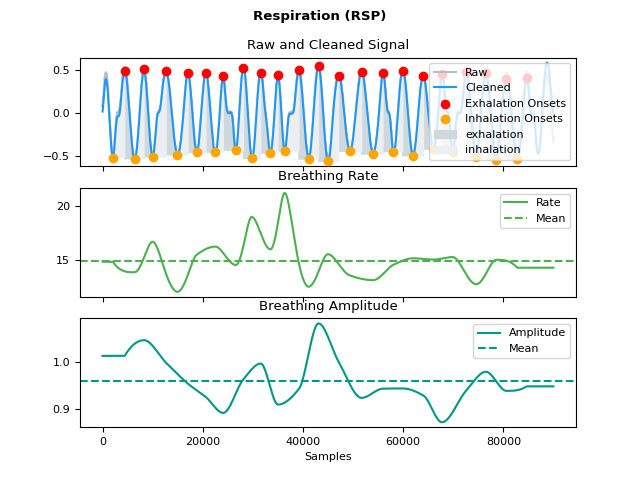 Respiration (RSP)
Raw and Cleaned Signal
0.5
0.0
−0.5
Raw
Cleaned
Exhalation Onsets
Inhalation Onsets
exhalation
inhalation
Breathing Rate
20
15
Rate
Mean
Breathing Amplitude
1.0
0.9
Amplitude
Mean
0
20000
40000
60000
80000
Samples